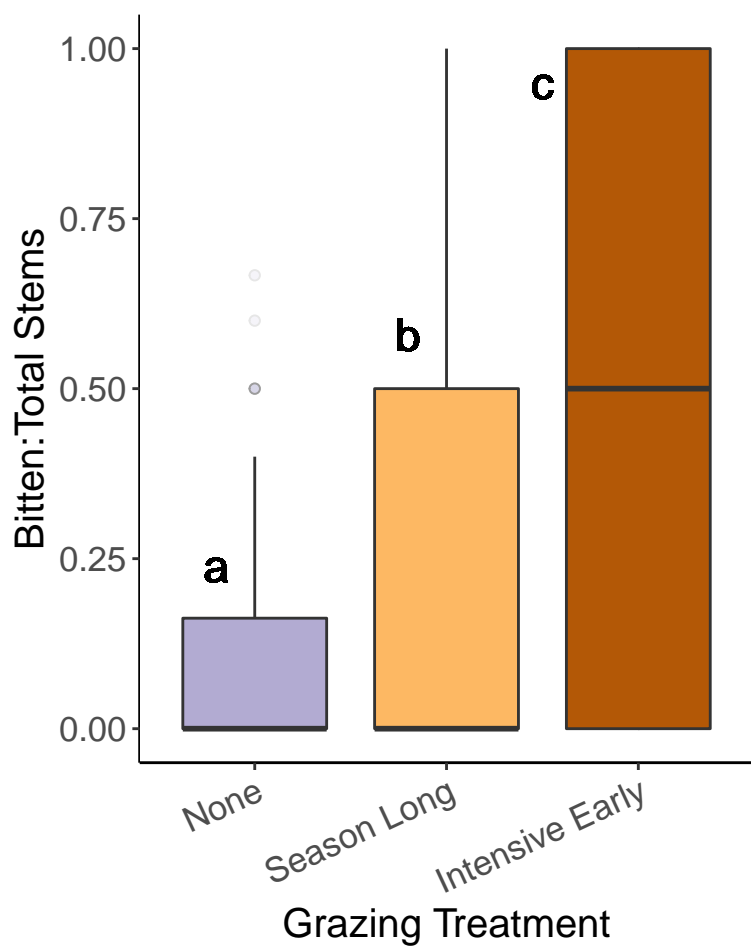 Bitten:Total Stems
1.00
0.75
0.50
0.25
0.00
a
b
c
None
Season Long
Intensive Early
Grazing Treatment